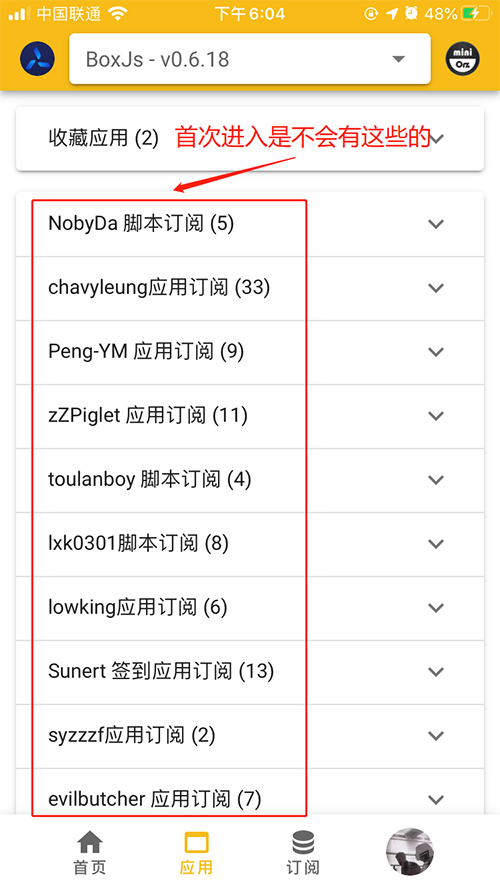 中国联通 下午6:04 48%
BoxJs - v0.6.18
mini
Orz
收藏应用 (2) 首次进入是不会有这些的
NobyDa 脚本订阅 (5)
chavyleung应用订阅 (33)
Peng-YM 应用订阅 (9)
zZPiglet 应用订阅 (11)
toulanboy 脚本订阅 (4)
lxk0301脚本订阅 (8)
lowking应用订阅 (6)
Sunert 签到应用订阅 (13)
syzzzf应用订阅 (2)
evilbutcher 应用订阅 (7)
首页 应用 订阅